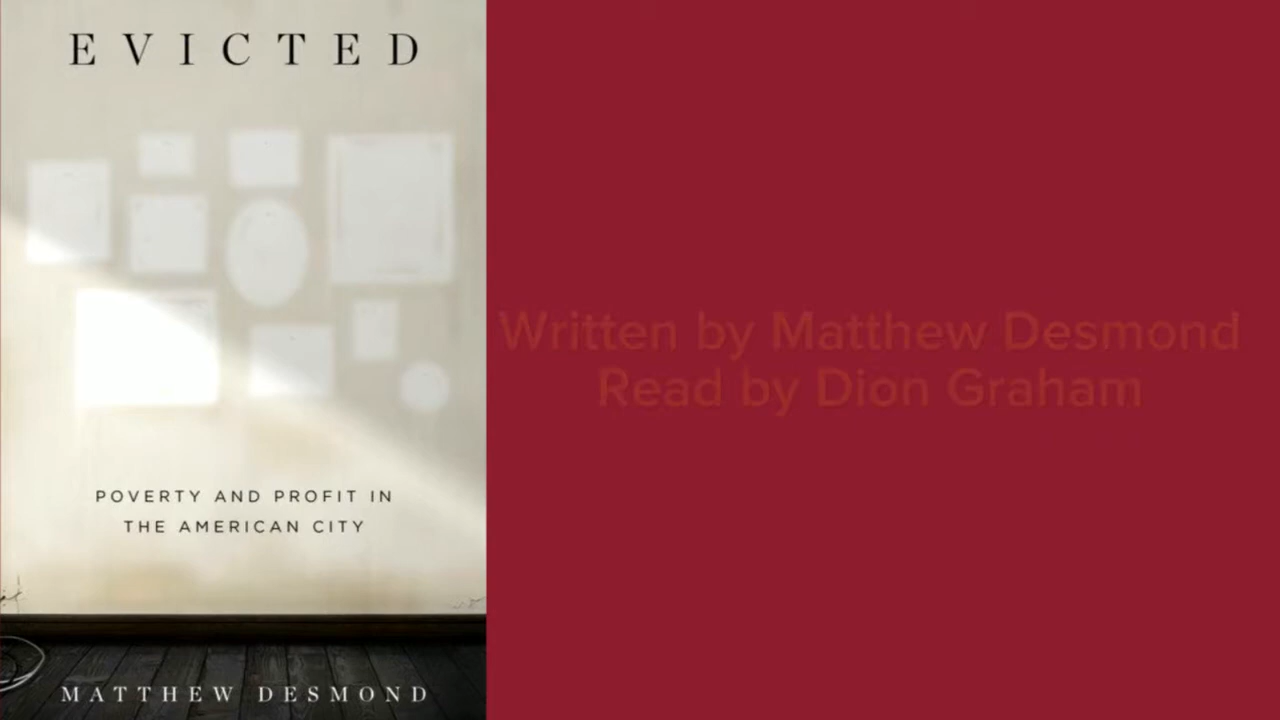 EVICTED
POVERTY AND PROFIT IN
THE AMERICAN CITY
MATTHEW DESMOND
Written by Matthew Desmond
Read by Dion Graham